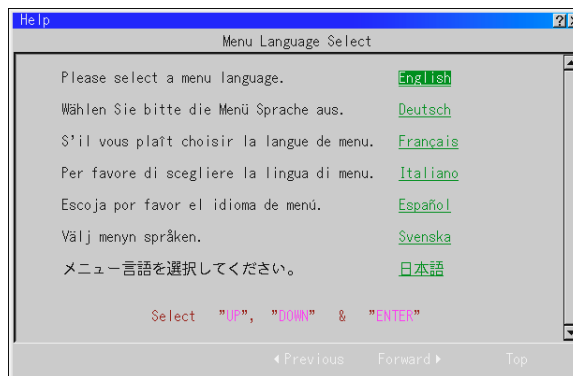 Help ?
Menu Language Select
Please select a menu language. English
Wählen Sie bitte die Menü Sprache aus. Deutsch
S'il vous plaît choisir la langue de menu. Français
Per favore di scegliere la lingua di menu. Italiano
Escoja por favor el idioma de menú. Español
Välj menyn språken. Svenska
メニュー言語を選択してください。 日本語
Select "UP", "DOWN" & "ENTER"
Previous Forward Top